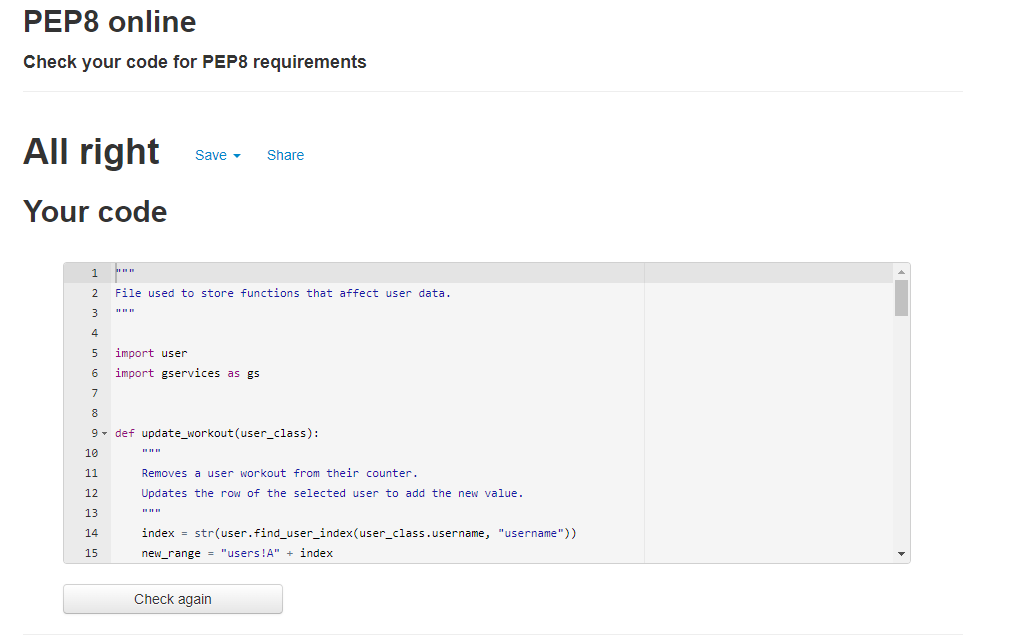 PEP8 online
Check your code for PEP8 requirements
All right Save Share
Your code
1 """
2 File used to store functions that affect user data.
3 """
4
5 import user
6 import gservices as gs
7
8
9 def update_workout(user_class):
10 """
11 Removes a user workout from their counter.
12 Updates the row of the selected user to add the new value.
13 """
14 index = str(user.find_user_index(user_class.username, "username"))
15 new_range = "users!A" + index
Check again